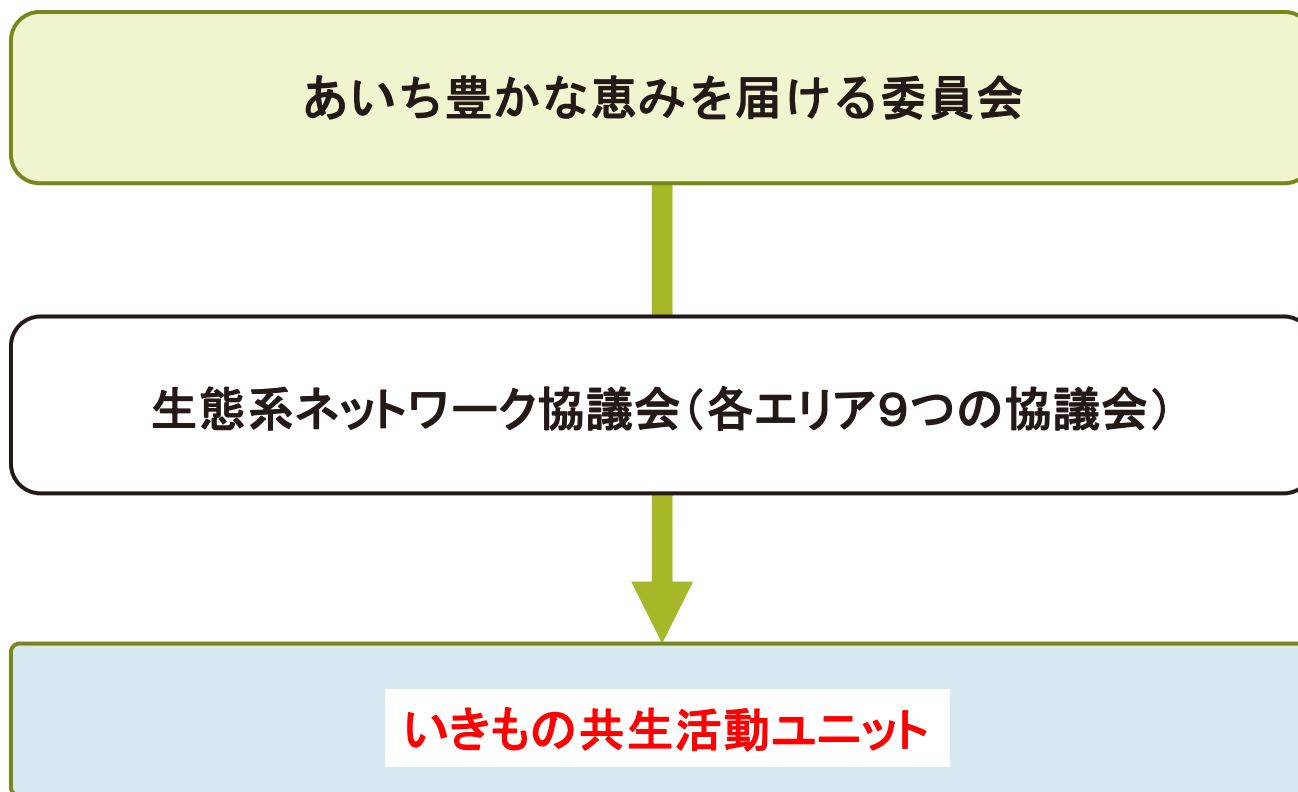 あいち豊かな恵みを届ける委員会
生態系ネットワーク協議会（各エリア９つの協議会）
いきもの共生活動ユニット